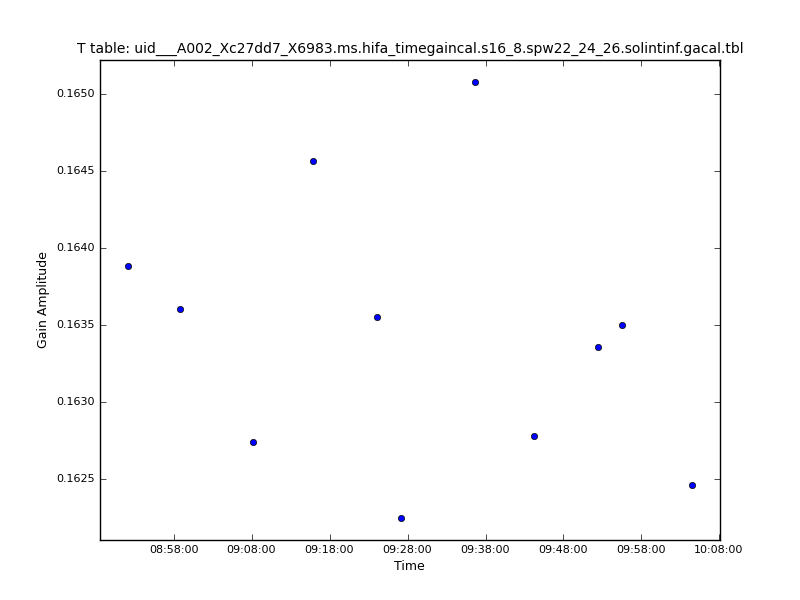 T table: uid___A002_Xc27dd7_X6983.ms.hifa_timegaincal.s16_8.spw22_24_26.solintinf.gacal.tbl
0.1650
0.1645
0.1640
0.1635
0.1630
0.1625
Gain Amplitude
08:58:00 09:08:00 09:18:00 09:28:00 09:38:00 09:48:00 09:58:00 10:08:00
Time